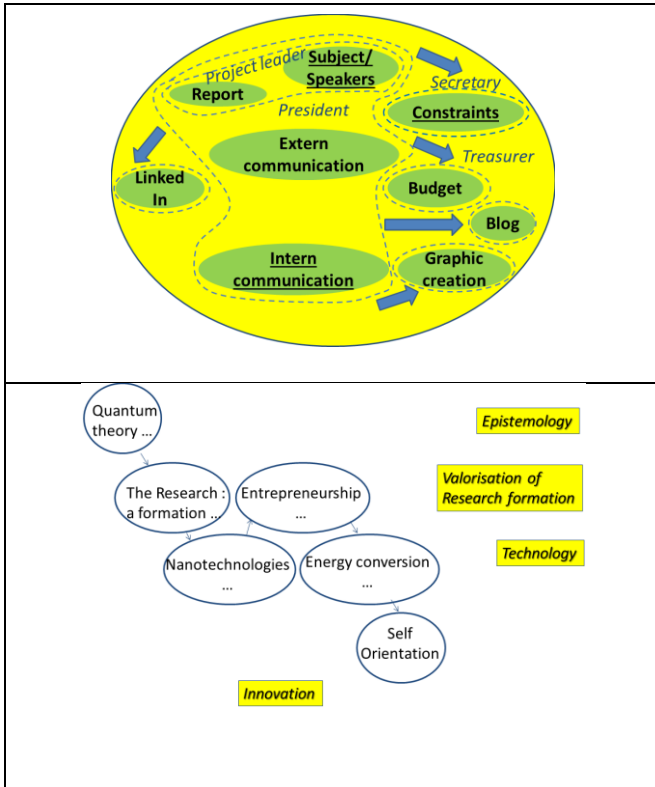 Project leader
Subject/
Speakers
Report
Secretary
President
Constraints
Extern
communication
Treasurer
Linked
In
Budget
Blog
Intern
communication
Graphic
creation
Quantum
theory ...
Epistemology
The Research :
a formation ...
Entrepreneurship
...
Valorisation of
Research formation
Nanotechnologies
...
Energy conversion
...
Technology
Self
Orientation
Innovation